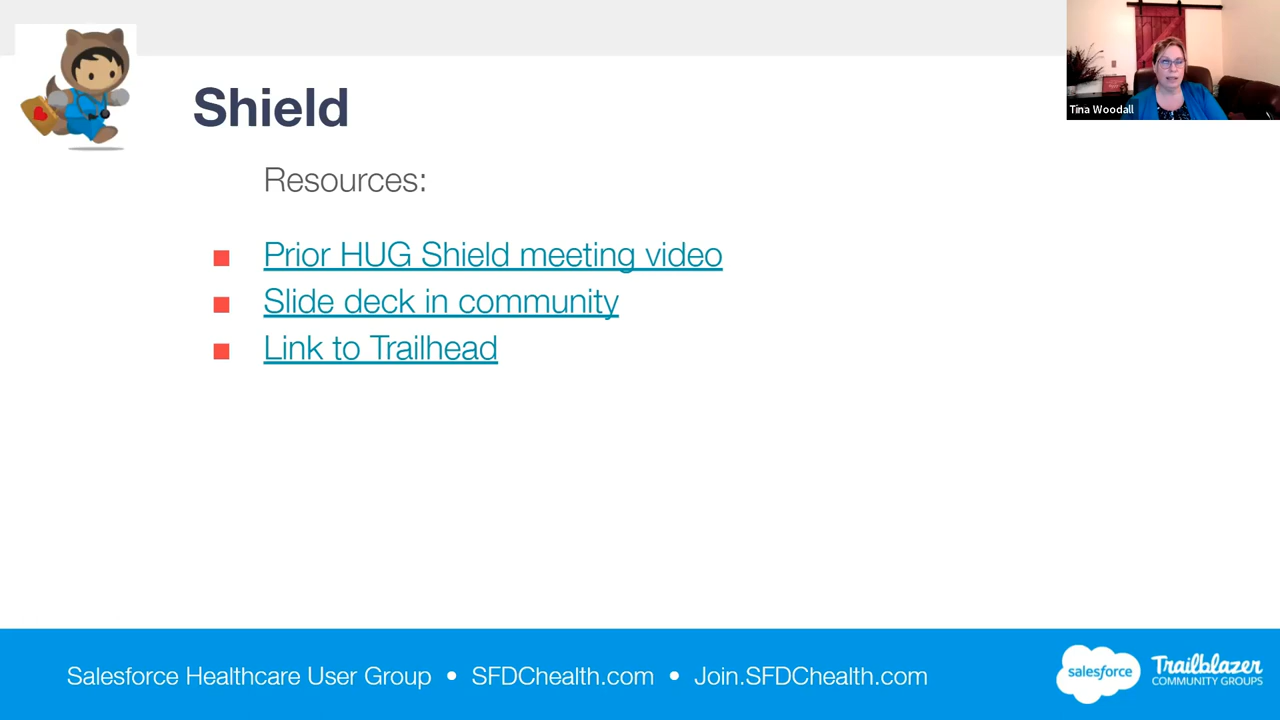 Tina Woodall
Shield
Resources:
Prior HUG Shield meeting video
Slide deck in community
Link to Trailhead
Salesforce Healthcare User Group • SFDChealth.com • Join.SFDChealth.com
salesforce
Trailblazer
COMMUNITY GROUPS